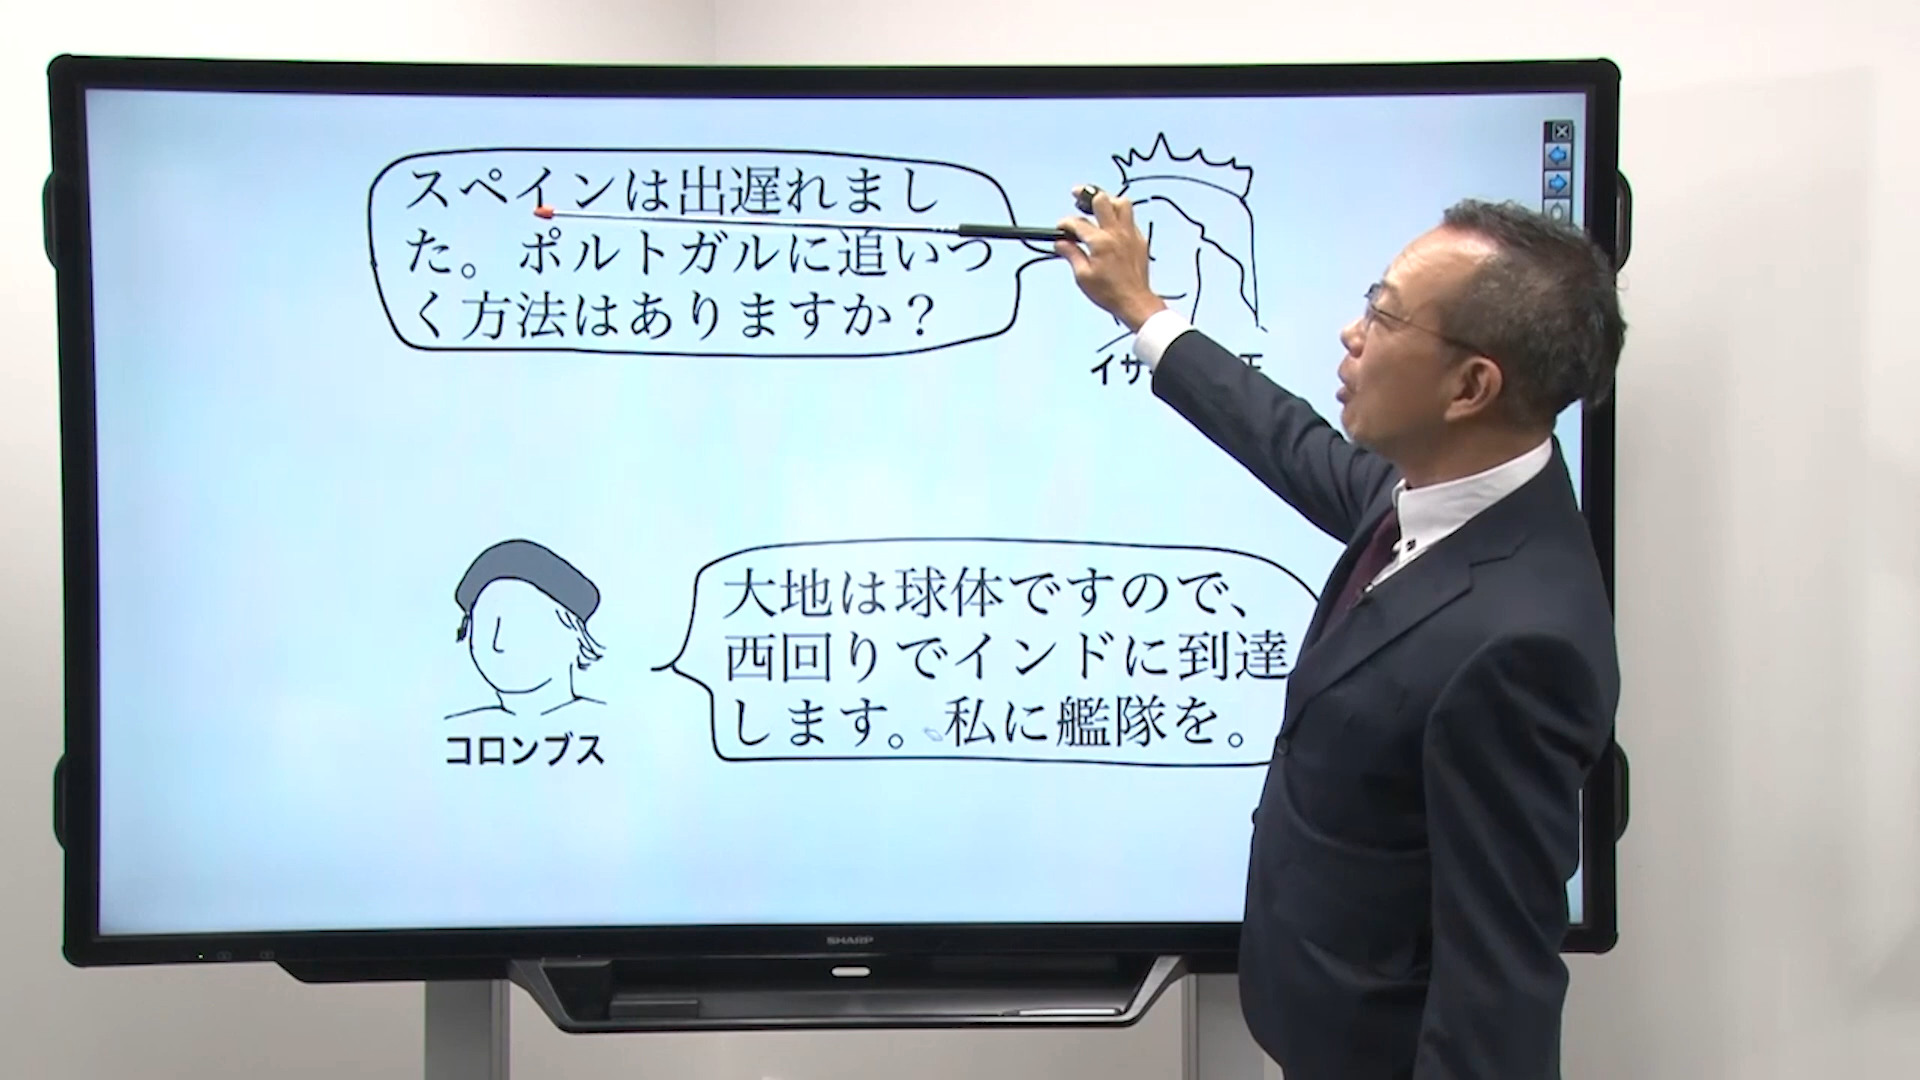 スペインは出遅れまし
た。ポルトガルに追いつ
く方法はありますか？
大地は球体ですので、
西回りでインドに到達
します。私に艦隊を。
コロンブス
SHARP